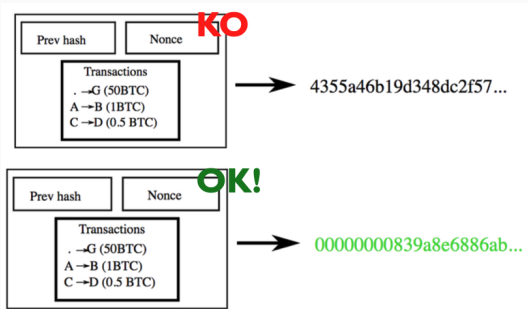 KO
Prev hash Nonce
Transactions
. →G (50BTC)
A→B (1BTC)
C→D (0.5 BTC)
4355a46b19d348dc2f57...
OK!
Prev hash Nonce
Transactions
. →G (50BTC)
A→B (1BTC)
C→D (0.5 BTC)
00000000839a8e6886ab...